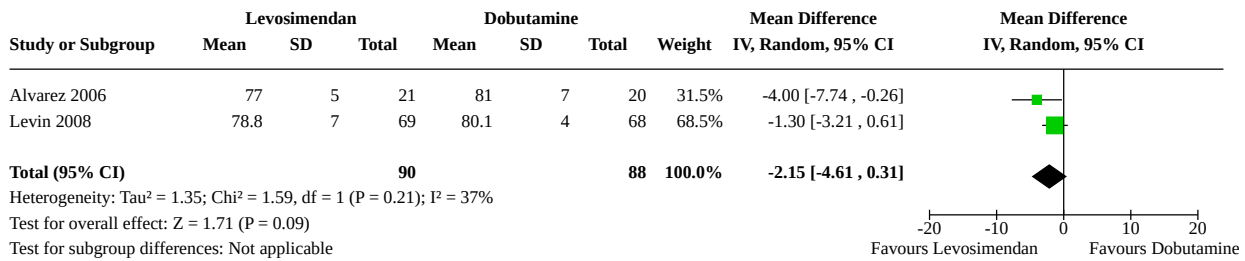 Levosimendan Dobutamine Mean Difference Mean Difference
Study or Subgroup Mean SD Total Mean SD Total Weight IV, Random, 95% CI IV, Random, 95% CI
Alvarez 2006 77 5 21 81 7 20 31.5% -4.00 [-7.74 , -0.26]
Levin 2008 78.8 7 69 80.1 4 68 68.5% -1.30 [-3.21 , 0.61]
Total (95% CI) 90 88 100.0% -2.15 [-4.61 , 0.31]
Heterogeneity: Tau² = 1.35; Chi² = 1.59, df = 1 (P = 0.21); I² = 37%
Test for overall effect: Z = 1.71 (P = 0.09)
-20 -10 0 10 20
Test for subgroup differences: Not applicable
Favours Levosimendan Favours Dobutamine